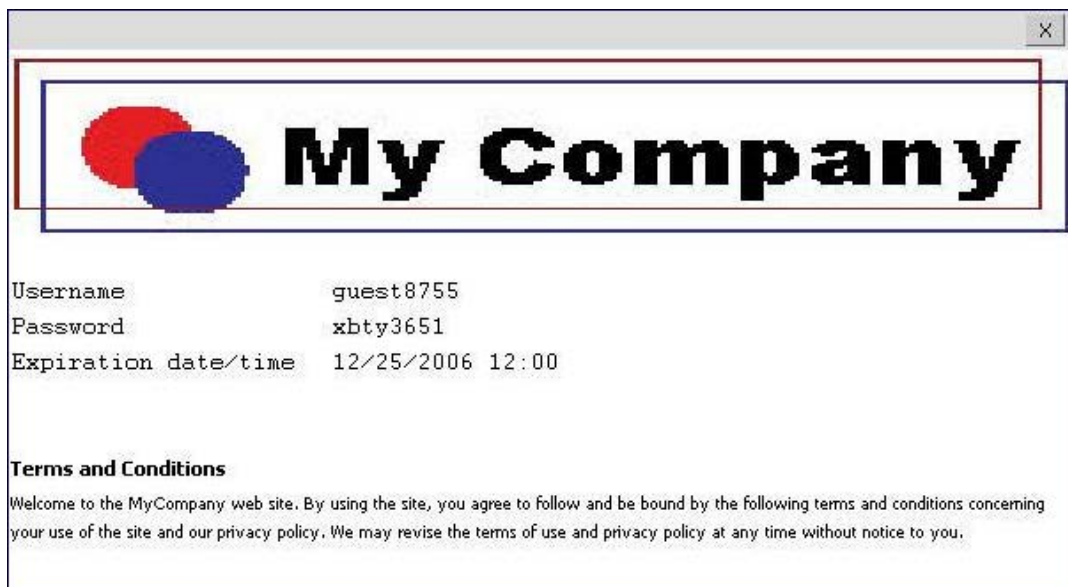 X
My Company
Username guest8755
Password xbty3651
Expiration date/time 12/25/2006 12:00
Terms and Conditions
Welcome to the MyCompany web site. By using the site, you agree to follow and be bound by the following terms and conditions concerning
your use of the site and our privacy policy. We may revise the terms of use and privacy policy at any time without notice to you.